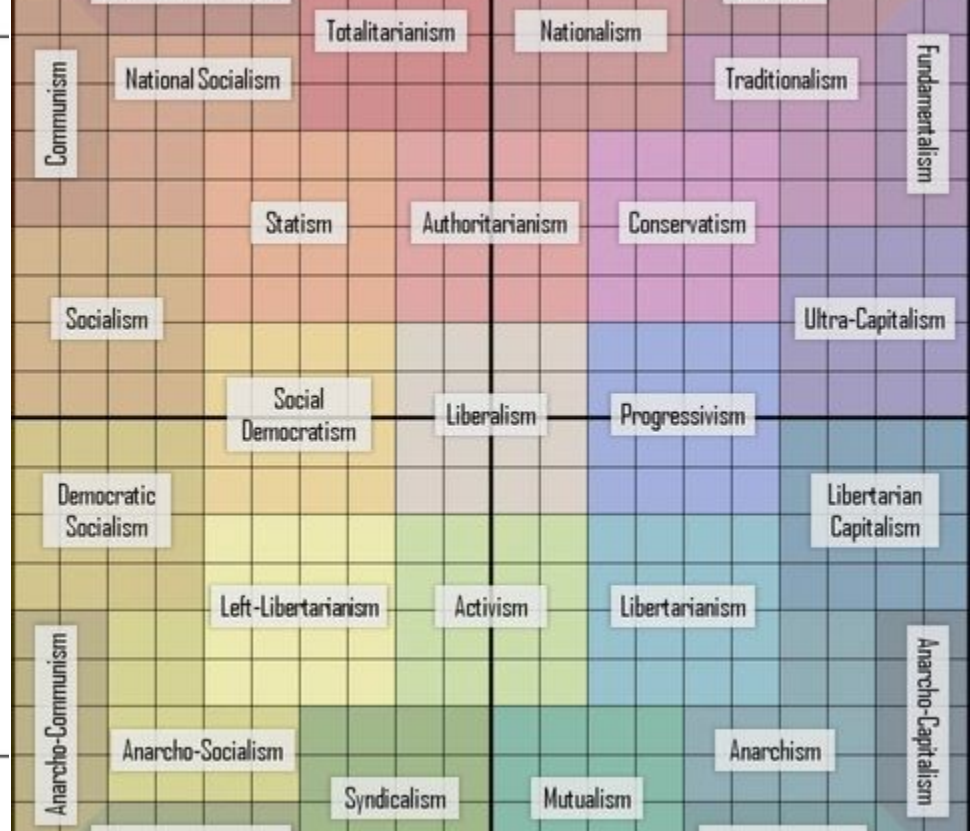 Totalitarianism
Nationalism
Communism
National Socialism
Traditionalism
Fundamentalism
Statism
Authoritarianism
Conservatism
Socialism
Ultra-Capitalism
Social
Democratism
Liberalism
Progressivism
Democratic
Socialism
Libertarian
Capitalism
Left-Libertarianism
Activism
Libertarianism
Anarcho-Communism
Anarcho-Socialism
Anarchism
Anarcho-Capitalism
Syndicalism
Mutualism